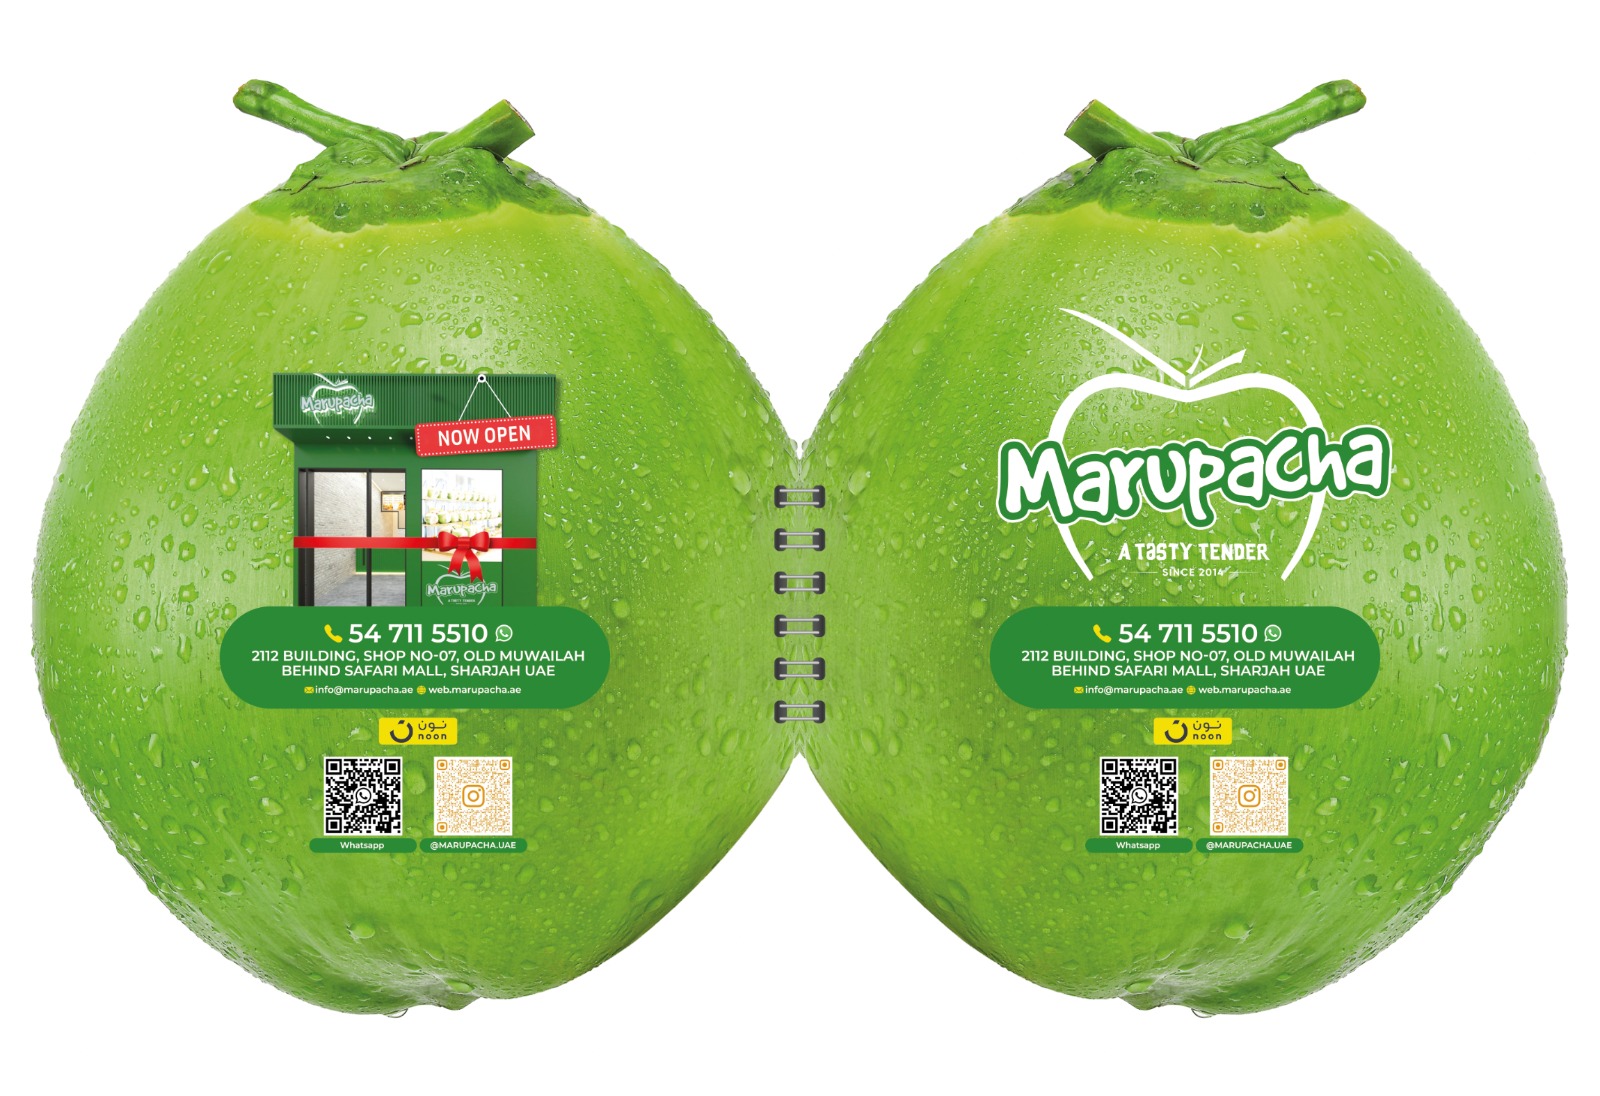 Marupacha
NOW OPEN
Marupacha
A TASTY TENDER
54 711 5510
2112 BUILDING, SHOP NO-07, OLD MUWAILAH
BEHIND SAFARI MALL, SHARJAH UAE
info@marupacha.ae web.marupacha.ae
نون
noon
Whatsapp
@MARUPACHA.UAE
Marupacha
A TaSTY TENDER
SINCE 2014
54 711 5510
2112 BUILDING, SHOP NO-07, OLD MUWAILAH
BEHIND SAFARI MALL, SHARJAH UAE
info@marupacha.ae web.marupacha.ae
نون
noon
Whatsapp
@MARUPACHA.UAE